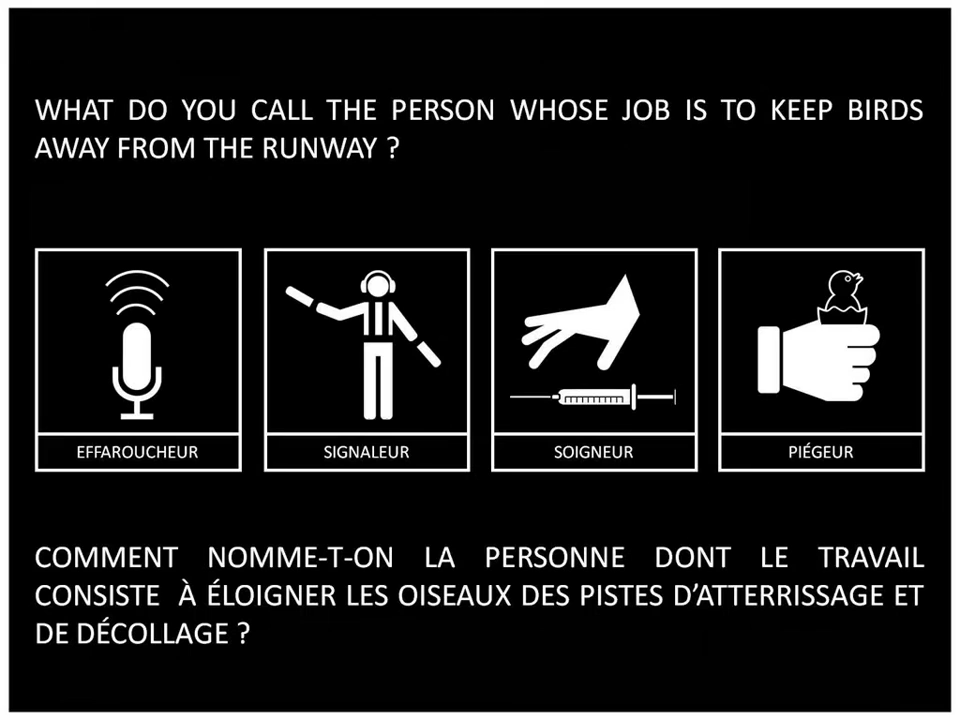 WHAT DO YOU CALL THE PERSON WHOSE JOB IS TO KEEP BIRDS
AWAY FROM THE RUNWAY ?
EFFAROUCHEUR
SIGNALEUR
SOIGNEUR
PIÉGEUR
COMMENT NOMME-T-ON LA PERSONNE DONT LE TRAVAIL
CONSISTE À ÉLOIGNER LES OISEAUX DES PISTES D’ATTERRISSAGE ET
DE DÉCOLLAGE ?